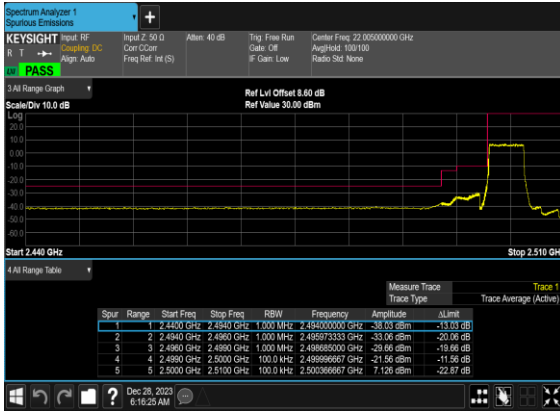 Spectrum Analyzer 1
Spurious Emissions
KEYSIGHT Input: RF Input Z: 50 Ω Atten: 40 dB Trig: Free Run Center Freq: 22.005000000 GHz
R T Coupling: DC Corr CCorr Gate: Off Avg|Hold: 100/100
Align: Auto Freq Ref: Int (S) IF Gain: Low Radio Std: None
PASS
3 All Range Graph
Ref Lvl Offset 8.60 dB
Scale/Div 10.0 dB Ref Value 30.00 dBm
Log
20.0
10.0
0.00
-10.0
-20.0
-30.0
-40.0
-50.0
-60.0
Start 2.440 GHz Stop 2.510 GH
4 All Range Table
Measure Trace Trace 1
Trace Type Trace Average (Active)
Spur Range Start Freq Stop Freq RBW Frequency Amplitude ΔLimit
1 1 2.4400 GHz 2.4940 GHz 1.000 MHz 2.494000000 GHz -38.03 dBm -13.03 dB
2 2 2.4940 GHz 2.4960 GHz 1.000 MHz 2.495973333 GHz -33.06 dBm -20.06 dB
3 3 2.4960 GHz 2.4990 GHz 1.000 MHz 2.498685000 GHz -29.66 dBm -19.66 dB
4 4 2.4990 GHz 2.5000 GHz 100.0 kHz 2.499996667 GHz -21.56 dBm -11.56 dB
5 5 2.5000 GHz 2.5100 GHz 100.0 kHz 2.500366667 GHz 7.126 dBm -22.87 dB
Dec 28, 2023
6:16:25 AM